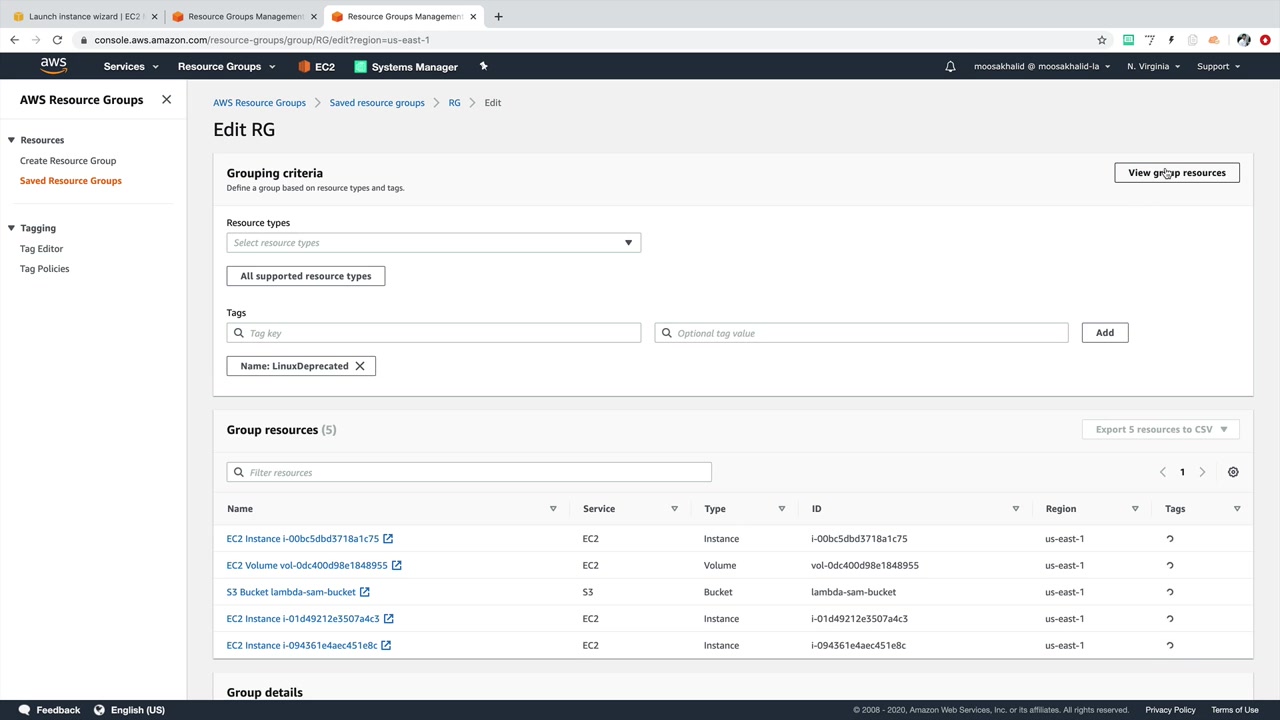 Launch instance wizard | EC2
Resource Groups Management
Resource Groups Management
console.aws.amazon.com/resource-groups/group/RG/edit?region=us-east-1
aws
Services
Resource Groups
EC2
Systems Manager
moosakhalid @ moosakhalid-la
N. Virginia
Support
AWS Resource Groups
Resources
Create Resource Group
Saved Resource Groups
Tagging
Tag Editor
Tag Policies
AWS Resource Groups
Saved resource groups
RG
Edit
Edit RG
Grouping criteria
Define a group based on resource types and tags.
View group resources
Resource types
Select resource types
All supported resource types
Tags
Tag key
Optional tag value
Add
Name: LinuxDeprecated
Group resources (5)
Export 5 resources to CSV
Filter resources
1
Name Service Type ID Region Tags
EC2 Instance i-00bc5dbd3718a1c75 EC2 Instance i-00bc5dbd3718a1c75 us-east-1
EC2 Volume vol-0dc400d98e1848955 EC2 Volume vol-0dc400d98e1848955 us-east-1
S3 Bucket lambda-sam-bucket S3 Bucket lambda-sam-bucket us-east-1
EC2 Instance i-01d49212e3507a4c3 EC2 Instance i-01d49212e3507a4c3 us-east-1
EC2 Instance i-094361e4aec451e8c EC2 Instance i-094361e4aec451e8c us-east-1
Group details
Feedback
English (US)
© 2008 - 2020, Amazon Web Services, Inc. or its affiliates. All rights reserved.
Privacy Policy
Terms of Use